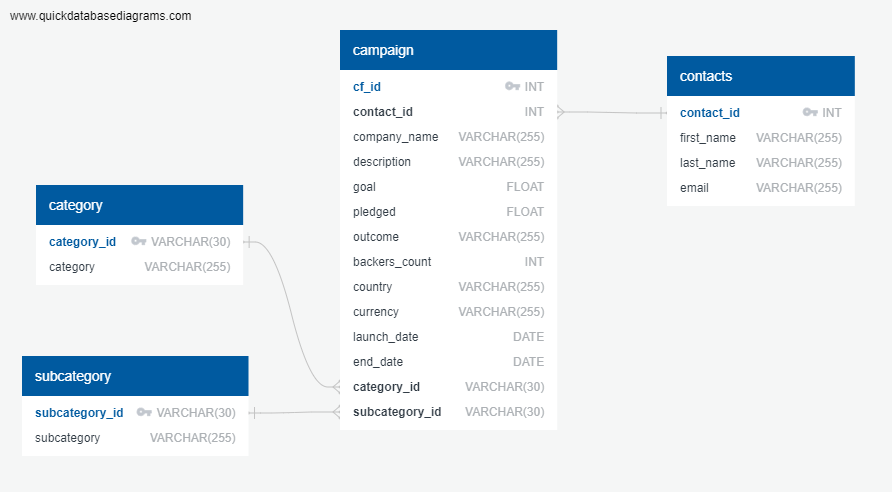 www.quickdatabasediagrams.com
campaign
cf_id INT
contact_id INT
company_name VARCHAR(255)
description VARCHAR(255)
goal FLOAT
pledged FLOAT
outcome VARCHAR(255)
backers_count INT
country VARCHAR(255)
currency VARCHAR(255)
launch_date DATE
end_date DATE
category_id VARCHAR(30)
subcategory_id VARCHAR(30)
contacts
contact_id INT
first_name VARCHAR(255)
last_name VARCHAR(255)
email VARCHAR(255)
category
category_id VARCHAR(30)
category VARCHAR(255)
subcategory
subcategory_id VARCHAR(30)
subcategory VARCHAR(255)